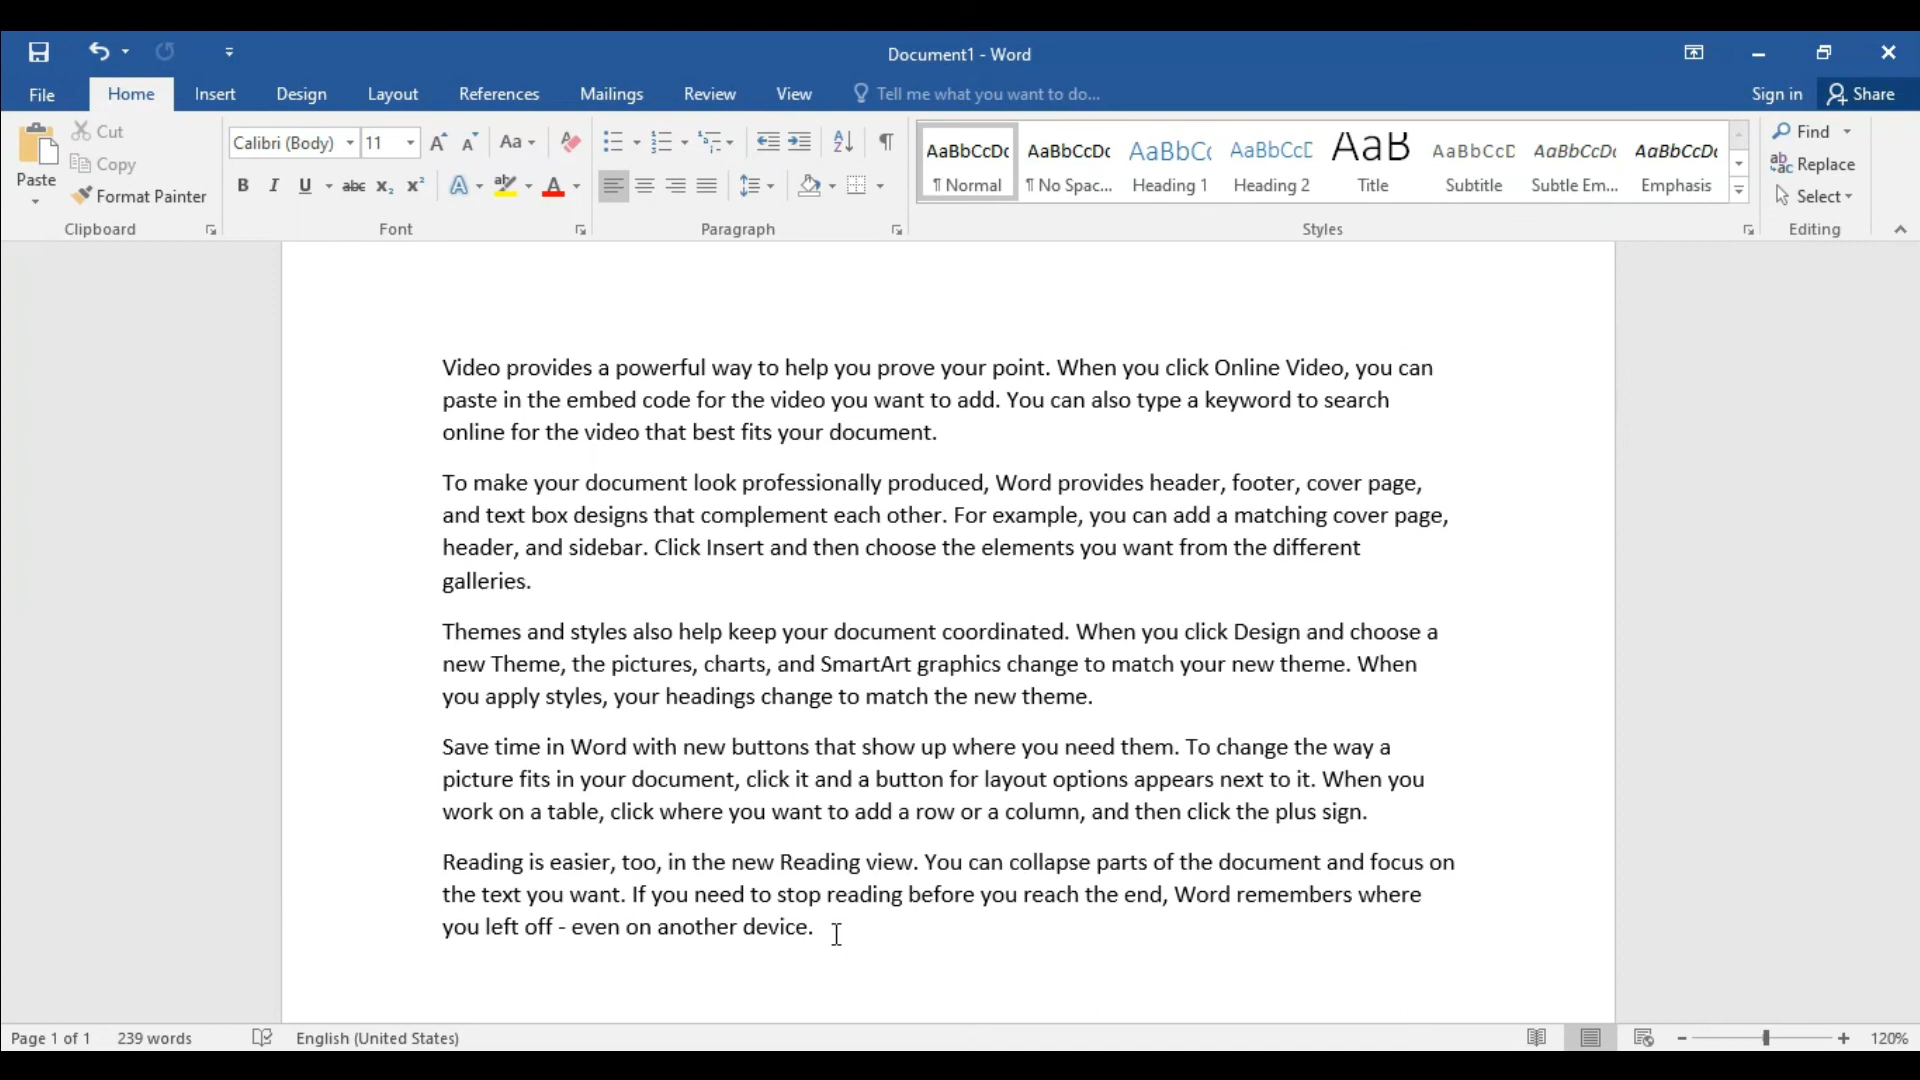 Document1 - Word
File Home Insert Design Layout References Mailings Review View Tell me what you want to do... Sign in Share
Paste
Cut
Copy
Format Painter
Clipboard
Calibri (Body) 11
Font
Paragraph
AaBbCcDc AaBbCcDc AaBbC AaBbCcD AaB AaBbCcD AaBbCcDc AaBbCcDc
¶ Normal ¶ No Spac... Heading 1 Heading 2 Title Subtitle Subtle Em... Emphasis
Styles
Find
Replace
Select
Editing
Video provides a powerful way to help you prove your point. When you click Online Video, you can
paste in the embed code for the video you want to add. You can also type a keyword to search
online for the video that best fits your document.
To make your document look professionally produced, Word provides header, footer, cover page,
and text box designs that complement each other. For example, you can add a matching cover page,
header, and sidebar. Click Insert and then choose the elements you want from the different
galleries.
Themes and styles also help keep your document coordinated. When you click Design and choose a
new Theme, the pictures, charts, and SmartArt graphics change to match your new theme. When
you apply styles, your headings change to match the new theme.
Save time in Word with new buttons that show up where you need them. To change the way a
picture fits in your document, click it and a button for layout options appears next to it. When you
work on a table, click where you want to add a row or a column, and then click the plus sign.
Reading is easier, too, in the new Reading view. You can collapse parts of the document and focus on
the text you want. If you need to stop reading before you reach the end, Word remembers where
you left off - even on another device.
Page 1 of 1 239 words English (United States) 120%